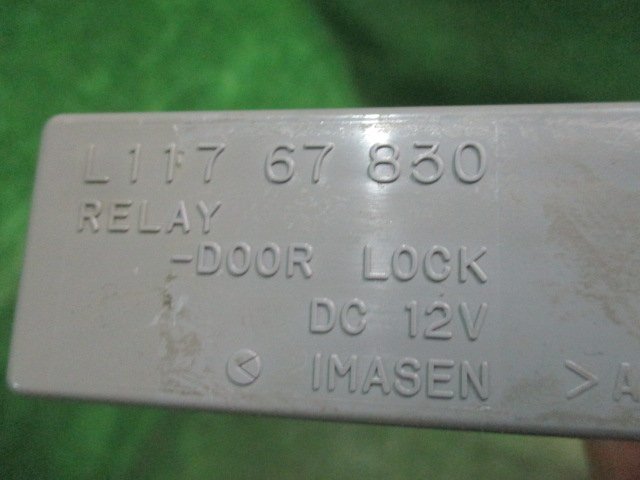 L117 67 830
RELAY
-DOOR LOCK
DC 12V
IMASEN >A